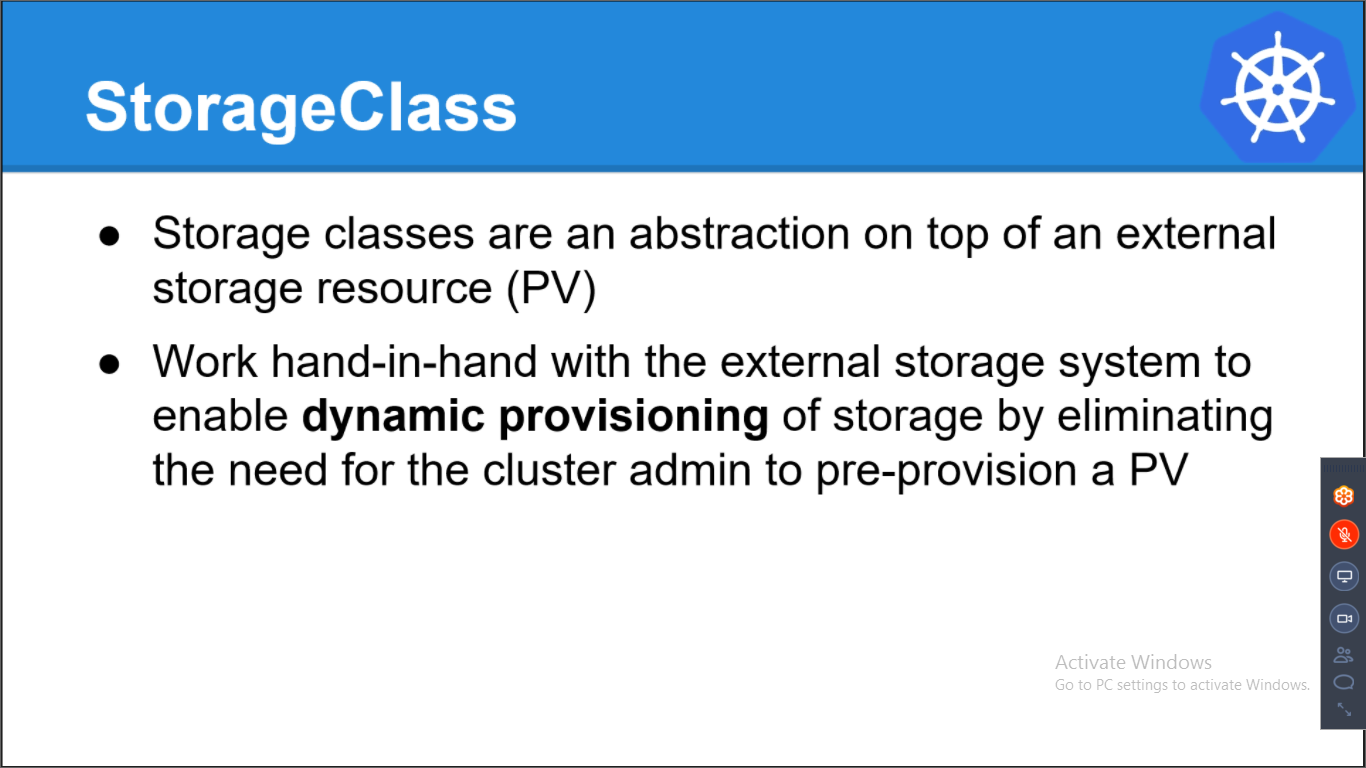 StorageClass
● Storage classes are an abstraction on top of an external
storage resource (PV)
● Work hand-in-hand with the external storage system to
enable dynamic provisioning of storage by eliminating
the need for the cluster admin to pre-provision a PV
Activate Windows
Go to PC settings to activate Windows.